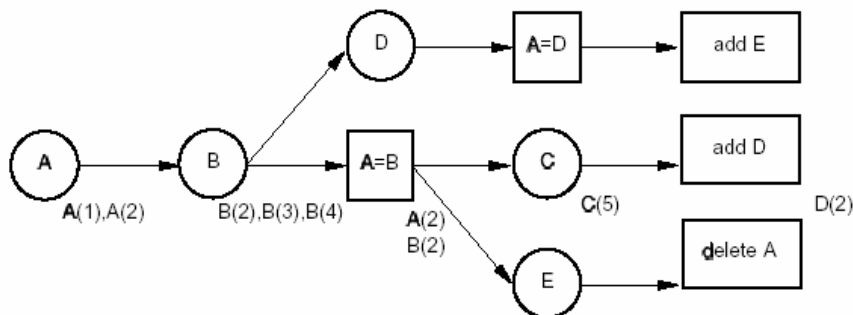 D
A=D
add E
A
B
A=B
C
add D
A(1),A(2)
B(2),B(3),B(4)
A(2)
B(2)
C(5)
D(2)
E
delete A